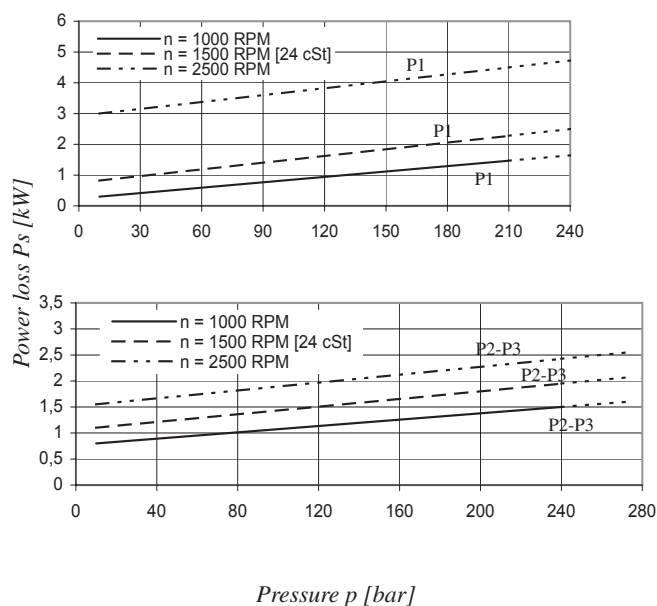 Power loss Ps [kW]
6
5
4
3
2
1
0
n = 1000 RPM
n = 1500 RPM [24 cSt]
n = 2500 RPM
P1
P1
P1
0 30 60 90 120 150 180 210 240
3,5
3
2,5
2
1,5
1
0,5
0
n = 1000 RPM
n = 1500 RPM [24 cSt]
n = 2500 RPM
P2-P3
P2-P3
P2-P3
0 40 80 120 160 200 240 280
Pressure p [bar]